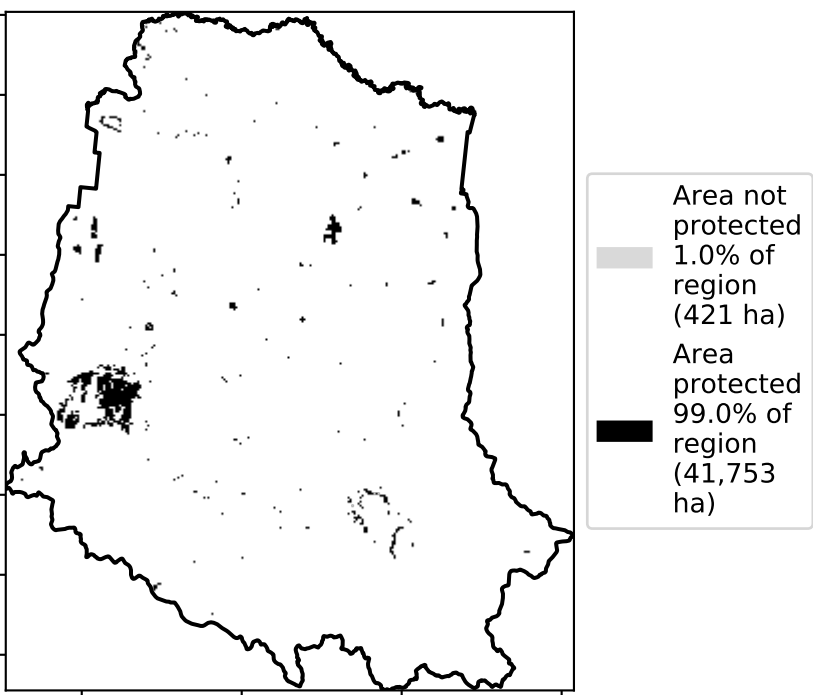 Area not
protected
1.0% of
region
(421 ha)
Area
protected
99.0% of
region
(41,753
ha)